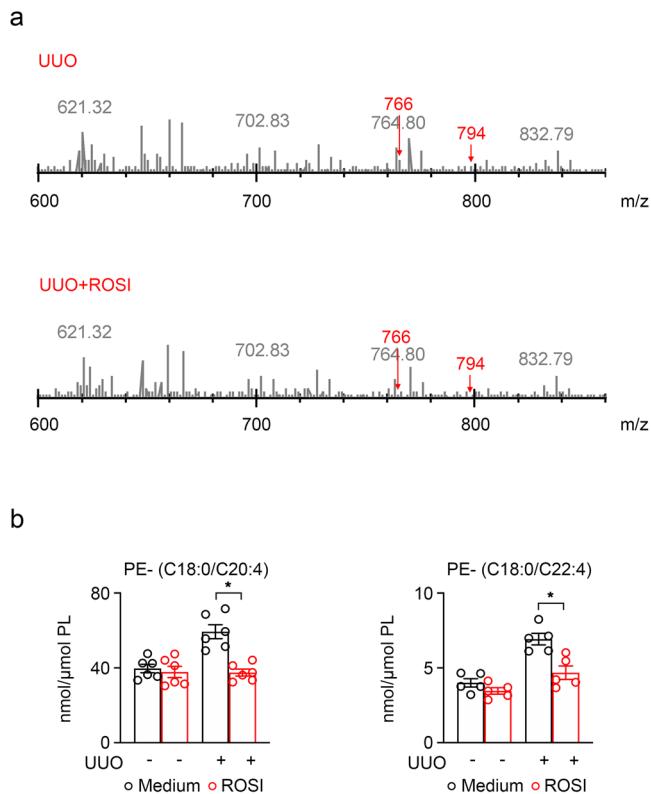 a
UUO
621.32
702.83
766
764.80
794
832.79
600
700
800
m/z
UUO+ROSI
621.32
702.83
766
764.80
794
832.79
600
700
800
m/z
b
PE- (C18:0/C20:4)
*
80
40
0
nmol/μmol PL
UUO - - + +
Medium ROSI
PE- (C18:0/C22:4)
*
10
5
0
nmol/μmol PL
UUO - - + +
Medium ROSI